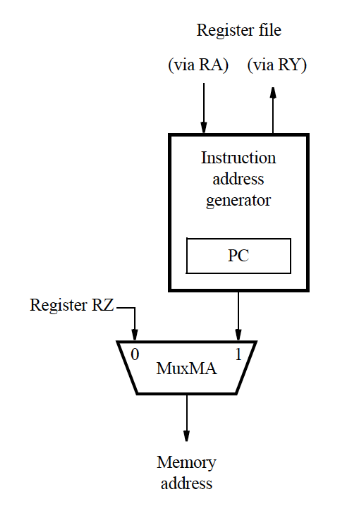 Register file
(via RA) (via RY)
Instruction
address
generator
PC
Register RZ
0 1
MuxMA
Memory
address